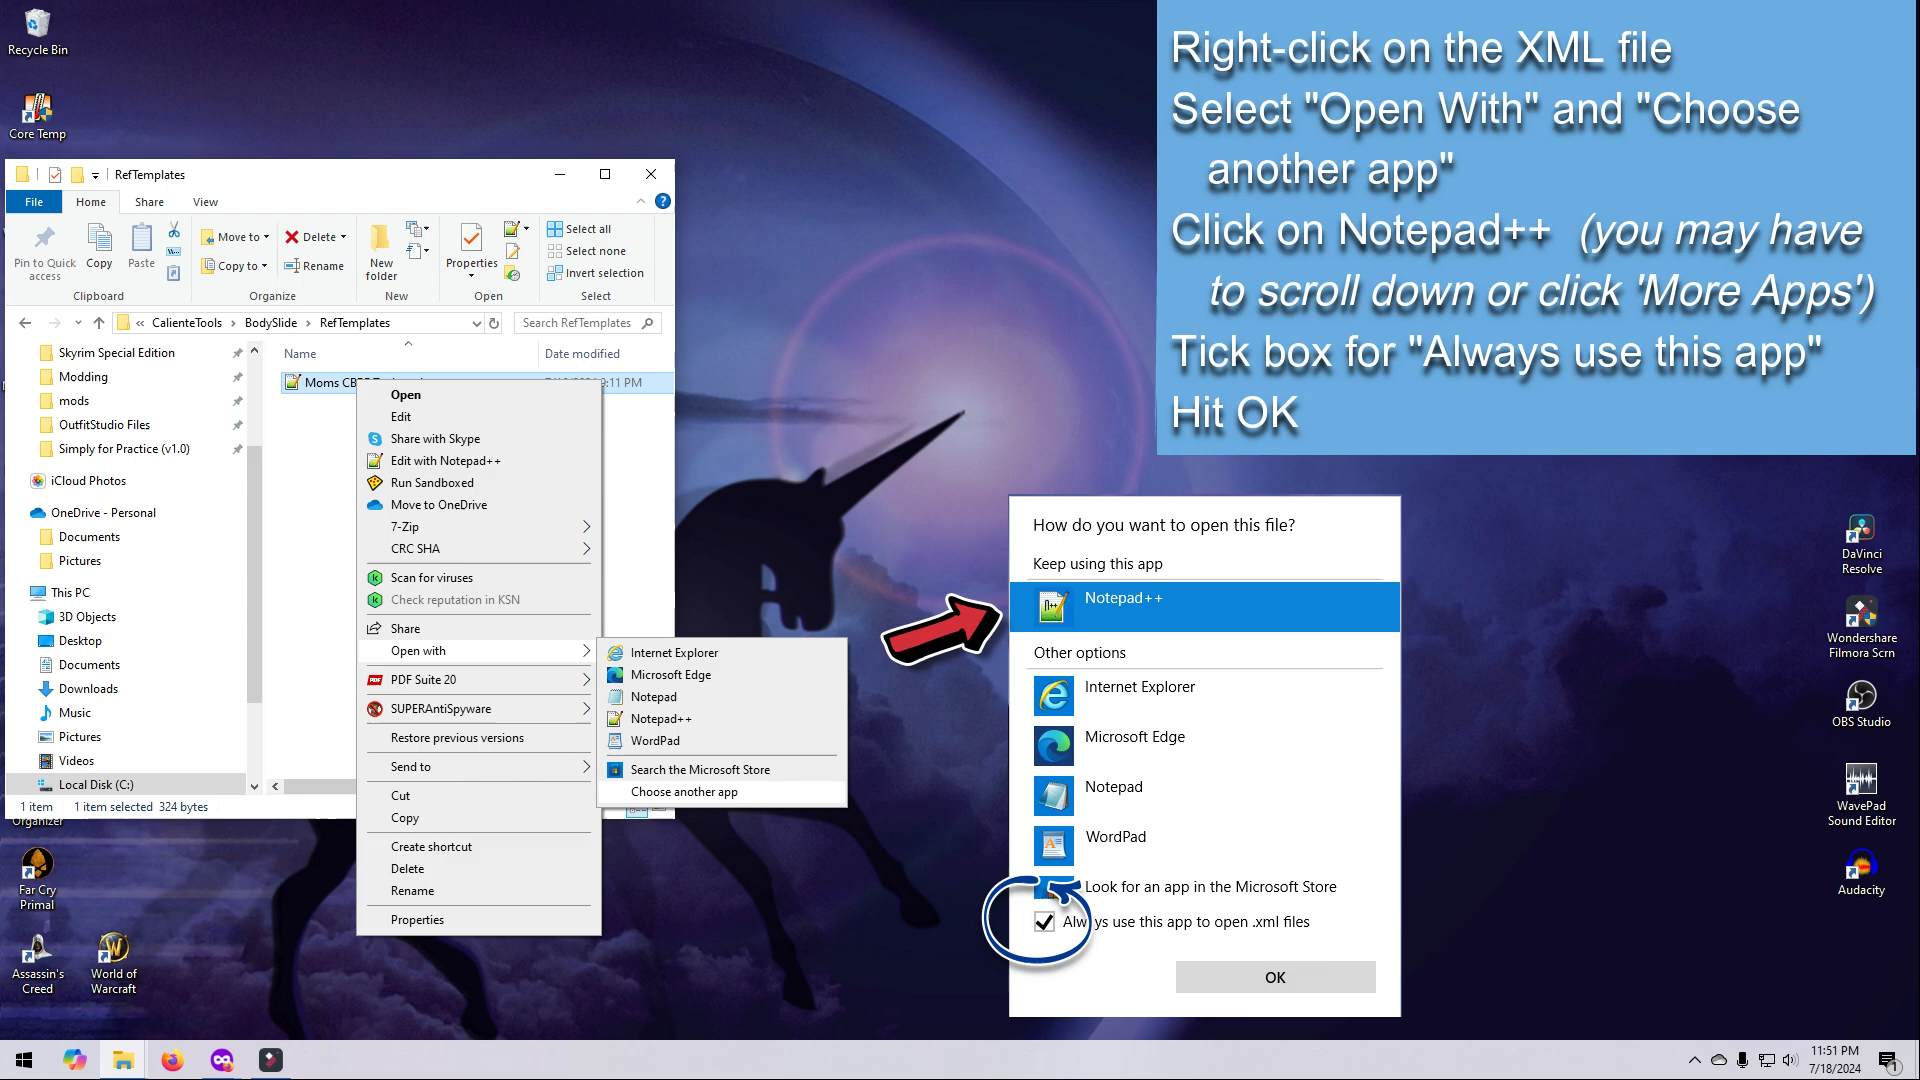 Recycle Bin
Core Temp
Right-click on the XML file
Select "Open With" and "Choose
another app"
Click on Notepad++ (you may have
to scroll down or click 'More Apps')
Tick box for "Always use this app"
Hit OK
RefTemplates
File Home Share View
Pin to Quick
access
Copy
Paste
Clipboard
Move to
Copy to
Delete
Rename
Organize
New
folder
New
Properties
Open
Select all
Select none
Invert selection
Select
« CalienteTools > BodySlide > RefTemplates
Search RefTemplates
Name Date modified
Skyrim Special Edition
Modding
mods
OutfitStudio Files
Simply for Practice (v1.0)
iCloud Photos
OneDrive - Personal
Documents
Pictures
This PC
3D Objects
Desktop
Documents
Downloads
Music
Pictures
Videos
Local Disk (C:)
1 item 1 item selected 324 bytes
Moms 9:11 PM
Open
Edit
Share with Skype
Edit with Notepad++
Run Sandboxed
Move to OneDrive
7-Zip
CRC SHA
Scan for viruses
Check reputation in KSN
Share
Open with
PDF Suite 20
SUPERAntiSpyware
Restore previous versions
Send to
Cut
Copy
Create shortcut
Delete
Rename
Properties
Internet Explorer
Microsoft Edge
Notepad
Notepad++
WordPad
Search the Microsoft Store
Choose another app
How do you want to open this file?
Keep using this app
Notepad++
Other options
Internet Explorer
Microsoft Edge
Notepad
WordPad
Look for an app in the Microsoft Store
Always use this app to open .xml files
OK
Organizer
Far Cry
Primal
Assassin's
Creed
World of
Warcraft
DaVinci
Resolve
Wondershare
Filmora Scrn
OBS Studio
WavePad
Sound Editor
Audacity
11:51 PM
7/18/2024
1